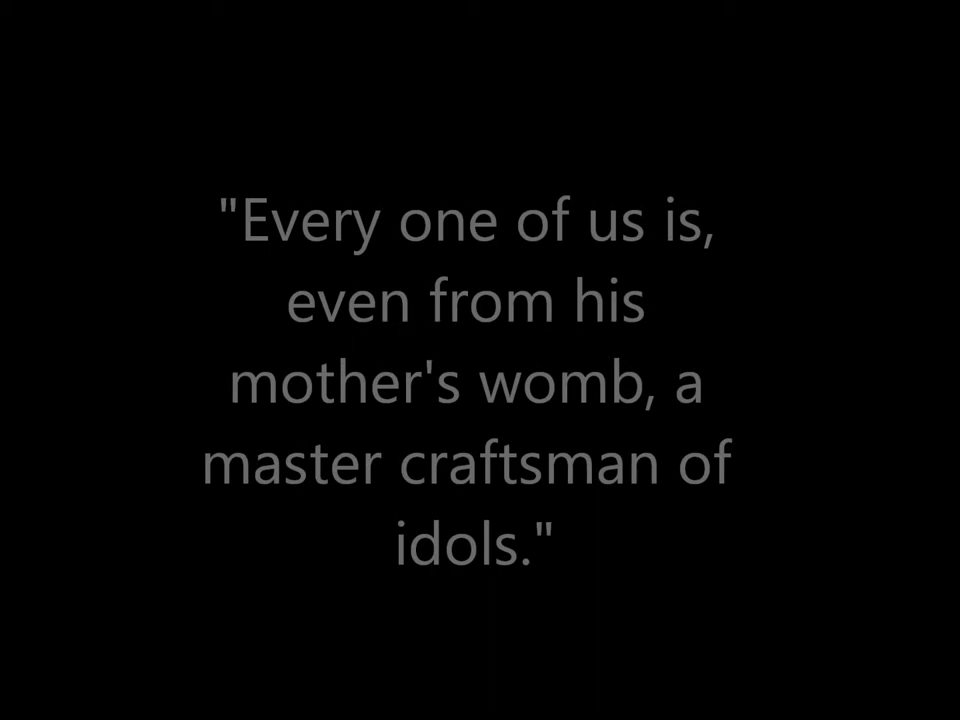 "Every one of us is,
even from his
mother's womb, a
master craftsman of
idols."